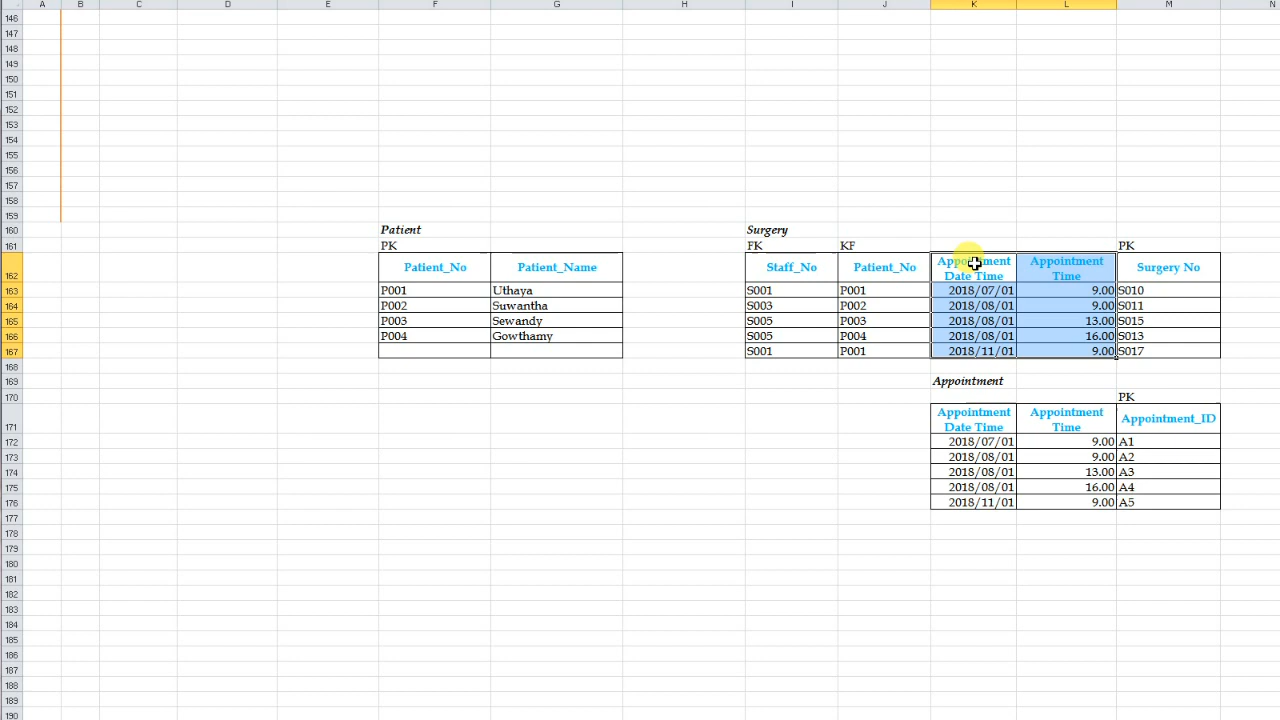 A B C D E F G H I J K L M N
146
147
148
149
150
151
152
153
154
155
156
157
158
159
160 Patient Surgery
161 PK FK KF PK
162 Patient_No Patient_Name Staff_No Patient_No Appointment Date Time Appointment Time Surgery No
163 P001 Uthaya S001 P001 2018/07/01 9.00 S010
164 P002 Suwantha S003 P002 2018/08/01 9.00 S011
165 P003 Sewandy S005 P003 2018/08/01 13.00 S015
166 P004 Gowthamy S005 P004 2018/08/01 16.00 S013
167 S001 P001 2018/11/01 9.00 S017
168
169 Appointment
170 PK
171 Appointment Date Time Appointment Time Appointment_ID
172 2018/07/01 9.00 A1
173 2018/08/01 9.00 A2
174 2018/08/01 13.00 A3
175 2018/08/01 16.00 A4
176 2018/11/01 9.00 A5
177
178
179
180
181
182
183
184
185
186
187
188
189
190